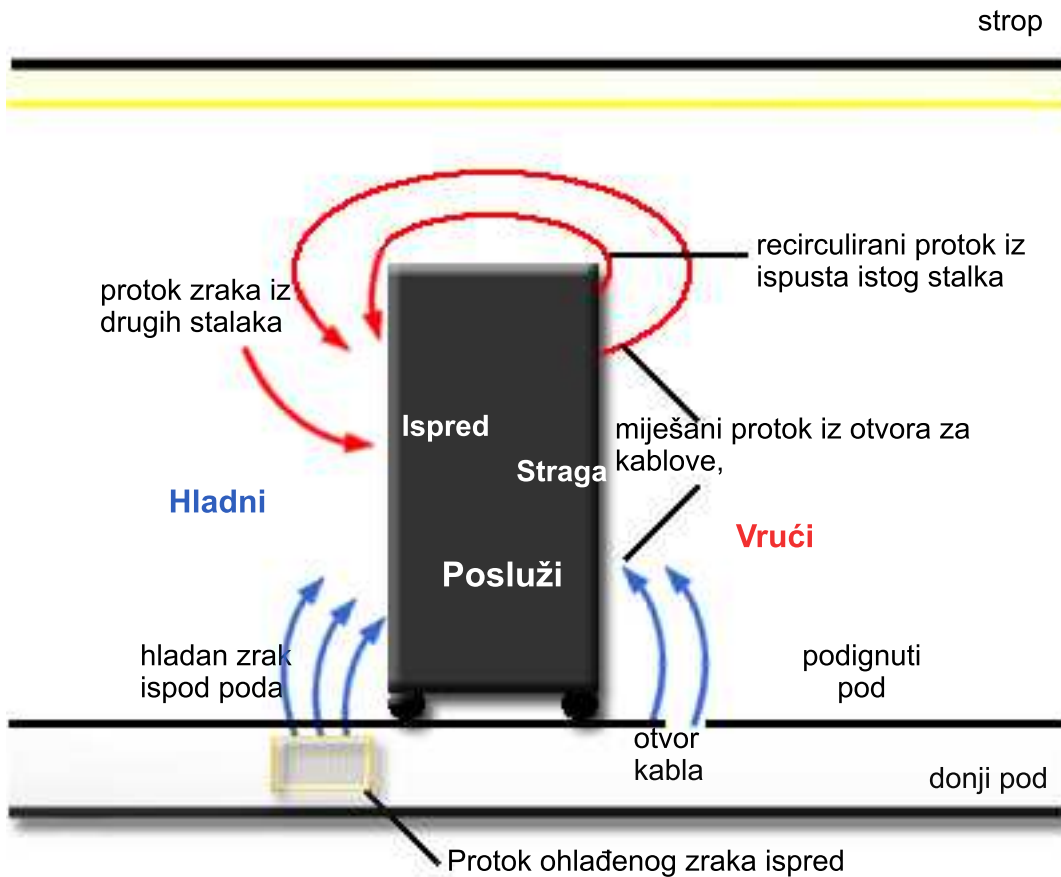 strop
recirculirani protok iz
ispusta istog stalka
protok zraka iz
drugih stalaka
Ispred
miješani protok iz otvora za
kablove,
Straga
Hladni
Vrući
Posluži
hladan zrak
ispod poda
podignuti
pod
otvor
kabla
donji pod
Protok ohlađenog zraka ispred